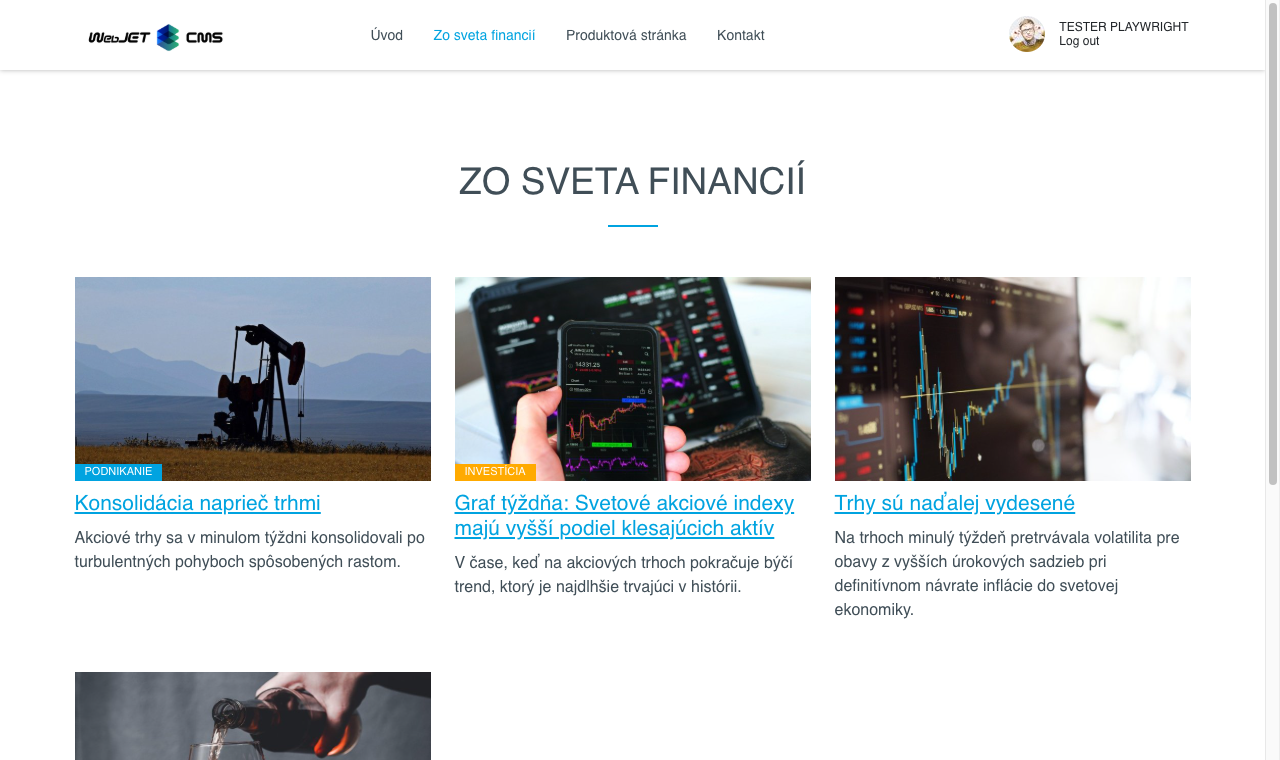 WebJET CMS
Úvod
Zo sveta financií
Produktová stránka
Kontakt
TESTER PLAYWRIGHT
Log out
ZO SVETA FINANCIÍ
PODNIKANIE
Konsolidácia naprieč trhmi
Akciové trhy sa v minulom týždni konsolidovali po
turbulentných pohyboch spôsobených rastom.
14331.25
INVESTÍCIA
Graf týždňa: Svetové akciové indexy
majú vyšší podiel klesajúcich aktív
V čase, keď na akciových trhoch pokračuje býčí
trend, ktorý je najdlhšie trvajúci v histórii.
Trhy sú naďalej vydesené
Na trhoch minulý týždeň pretrvávala volatilita pre
obavy z vyšších úrokových sadzieb pri
definitívnom návrate inflácie do svetovej
ekonomiky.